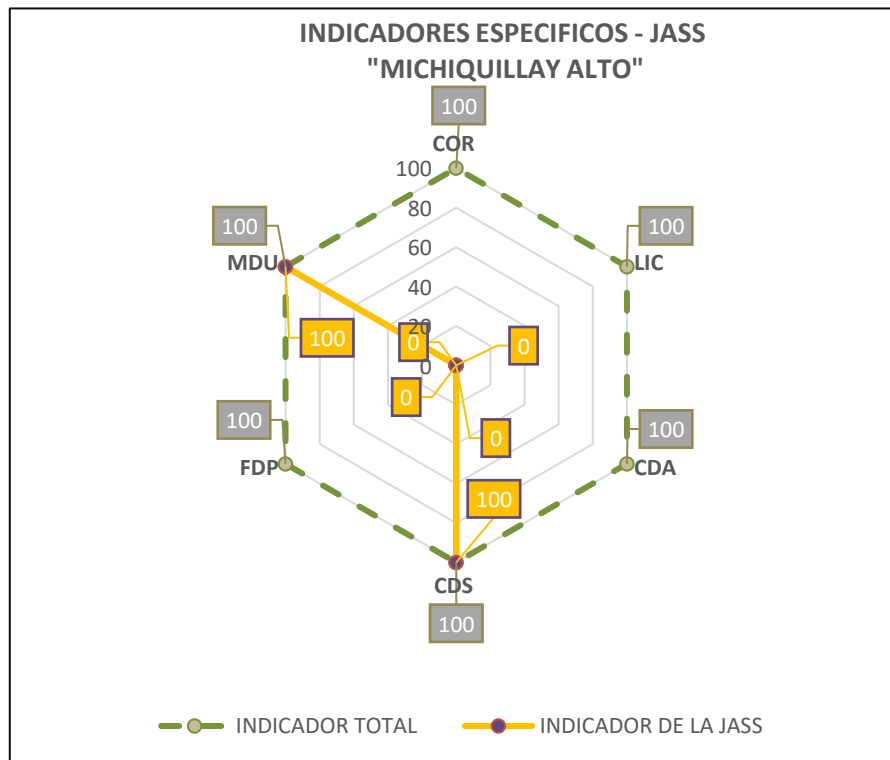 INDICADORES ESPECIFICOS - JASS
"MICHIQUILLAY ALTO"
100
COR
100
80
60
40
20
0
100
LIC
100
MDU
100
0
0
0
0
100
FDP
100
CDA
100
CDS
100
INDICADOR TOTAL
INDICADOR DE LA JASS